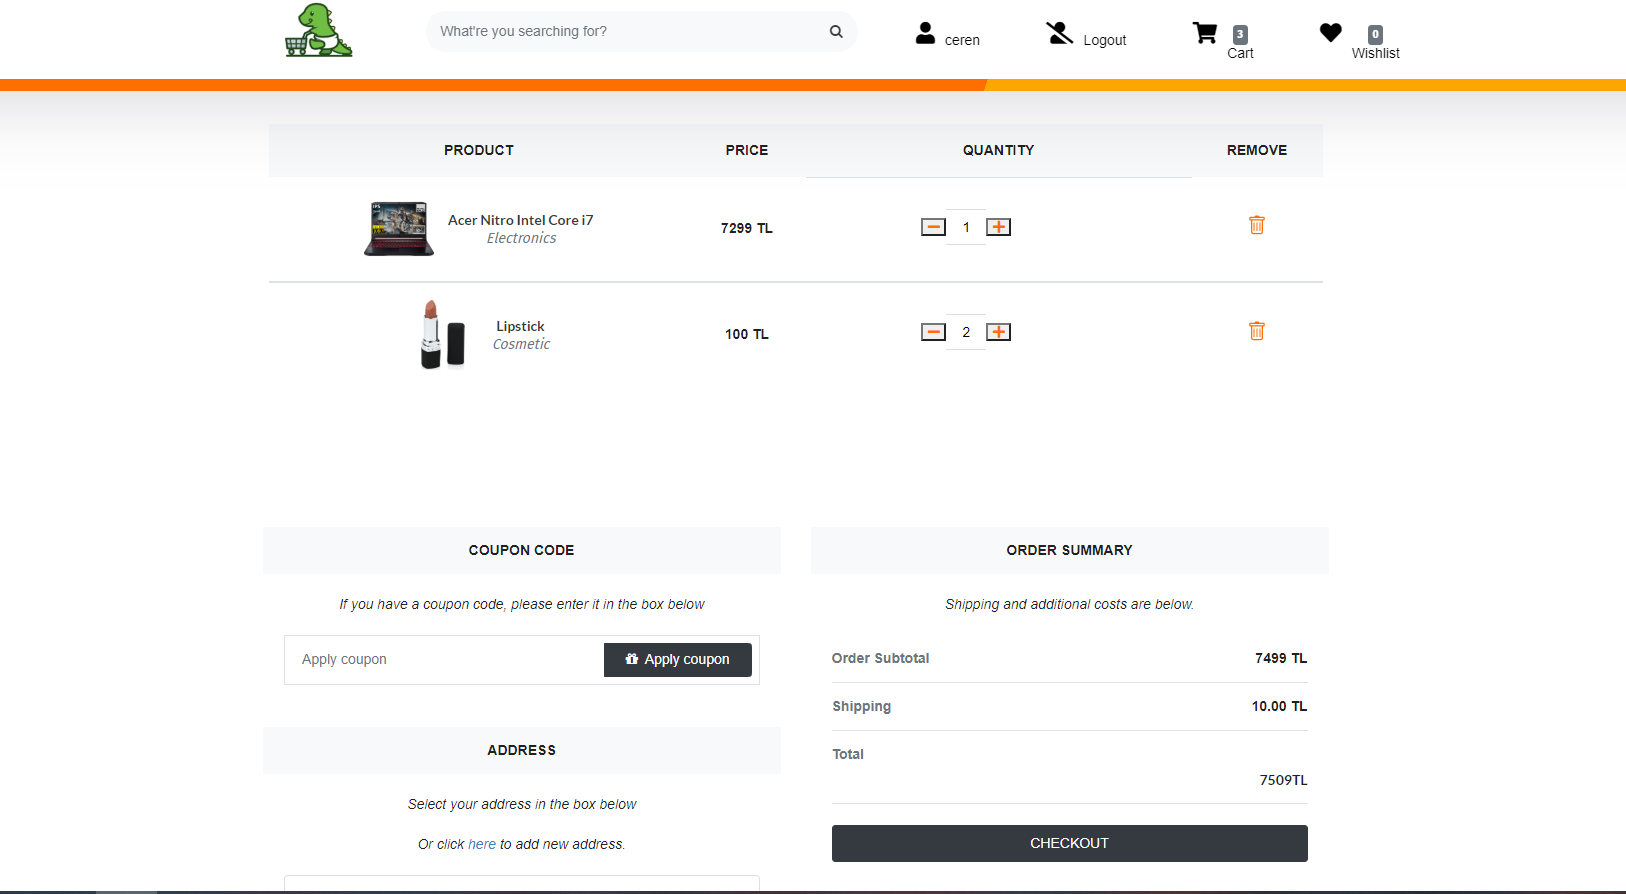 What're you searching for?
ceren
Logout
3
Cart
0
Wishlist
PRODUCT PRICE QUANTITY REMOVE
Acer Nitro Intel Core i7
Electronics
7299 TL
1
Lipstick
Cosmetic
100 TL
2
COUPON CODE
If you have a coupon code, please enter it in the box below
Apply coupon Apply coupon
ADDRESS
Select your address in the box below
Or click here to add new address.
ORDER SUMMARY
Shipping and additional costs are below.
Order Subtotal 7499 TL
Shipping 10.00 TL
Total
7509TL
CHECKOUT